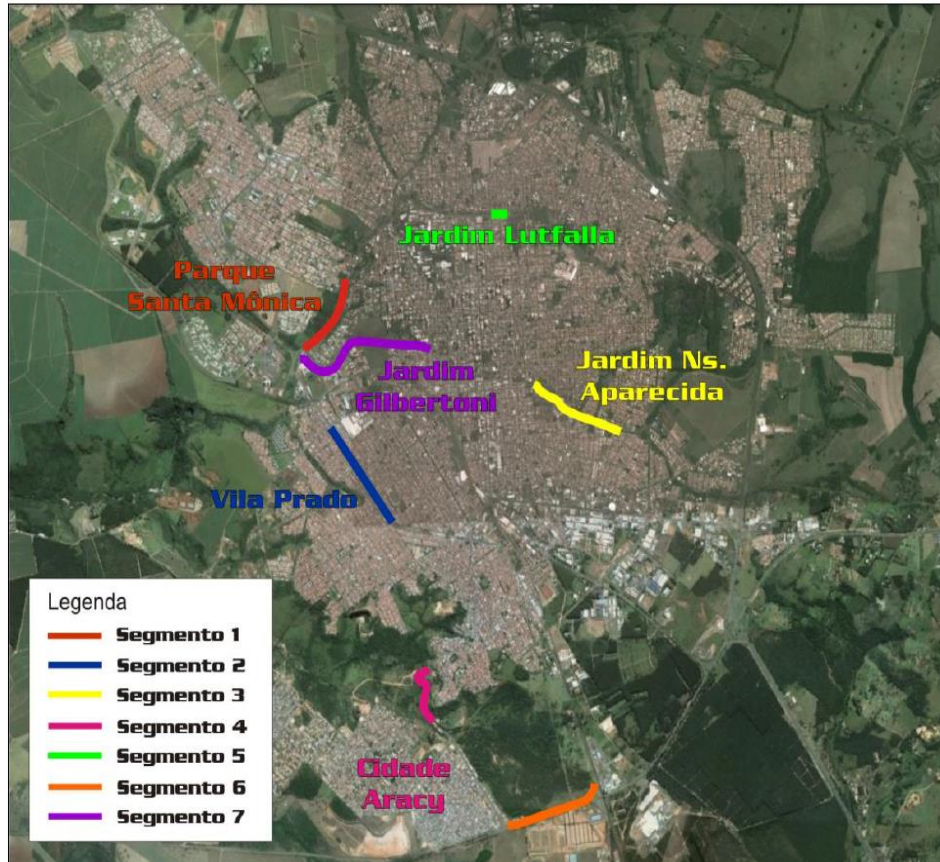 Jardim Lutfalla
Parque
Santa Mônica
Jardim Ns.
Aparecida
Jardim
Gilbertoni
Vila Prado
Cidade
Aracy
Legenda
Segmento 1
Segmento 2
Segmento 3
Segmento 4
Segmento 5
Segmento 6
Segmento 7